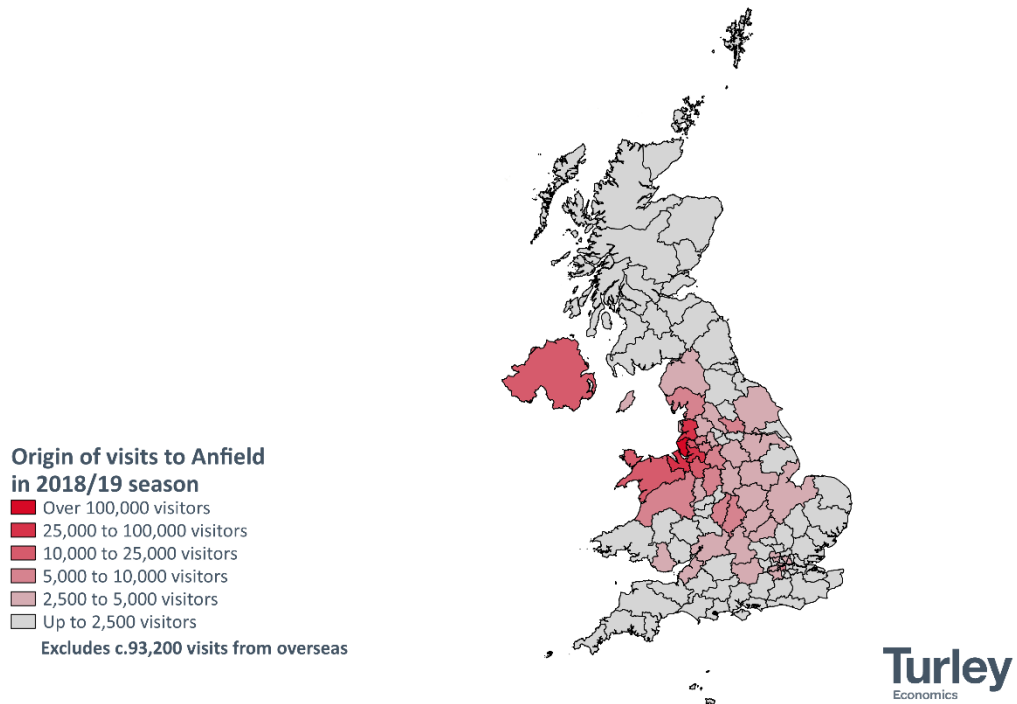 Origin of visits to Anfield
in 2018/19 season
Over 100,000 visitors
25,000 to 100,000 visitors
10,000 to 25,000 visitors
5,000 to 10,000 visitors
2,500 to 5,000 visitors
Up to 2,500 visitors
Excludes c.93,200 visits from overseas
Turley
Economics